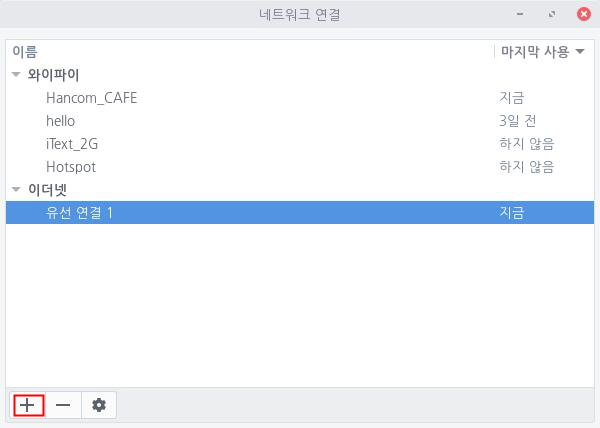 네트워크 연결
이름 마지막 사용
와이파이
Hancom_CAFE 지금
hello 3일 전
iText_2G 하지 않음
Hotspot 하지 않음
이더넷
유선 연결 1 지금